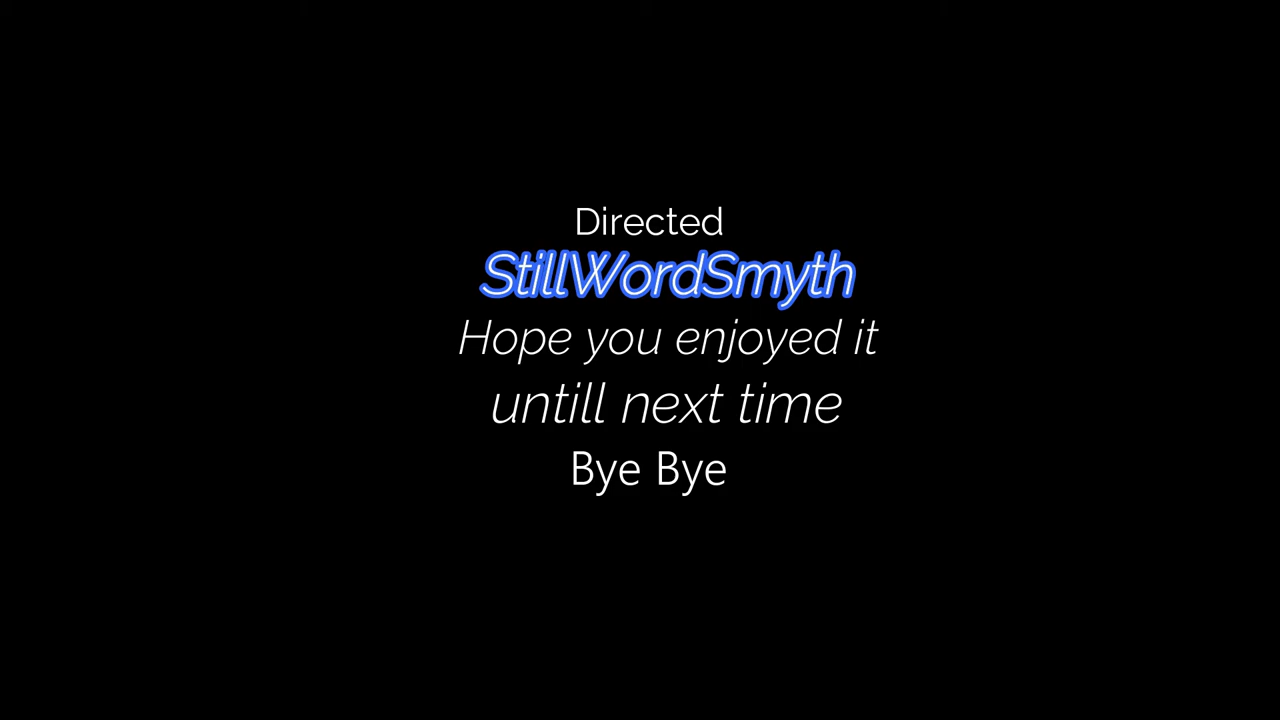 Directed
StillWordSmyth
Hope you enjoyed it
untill next time
Bye Bye